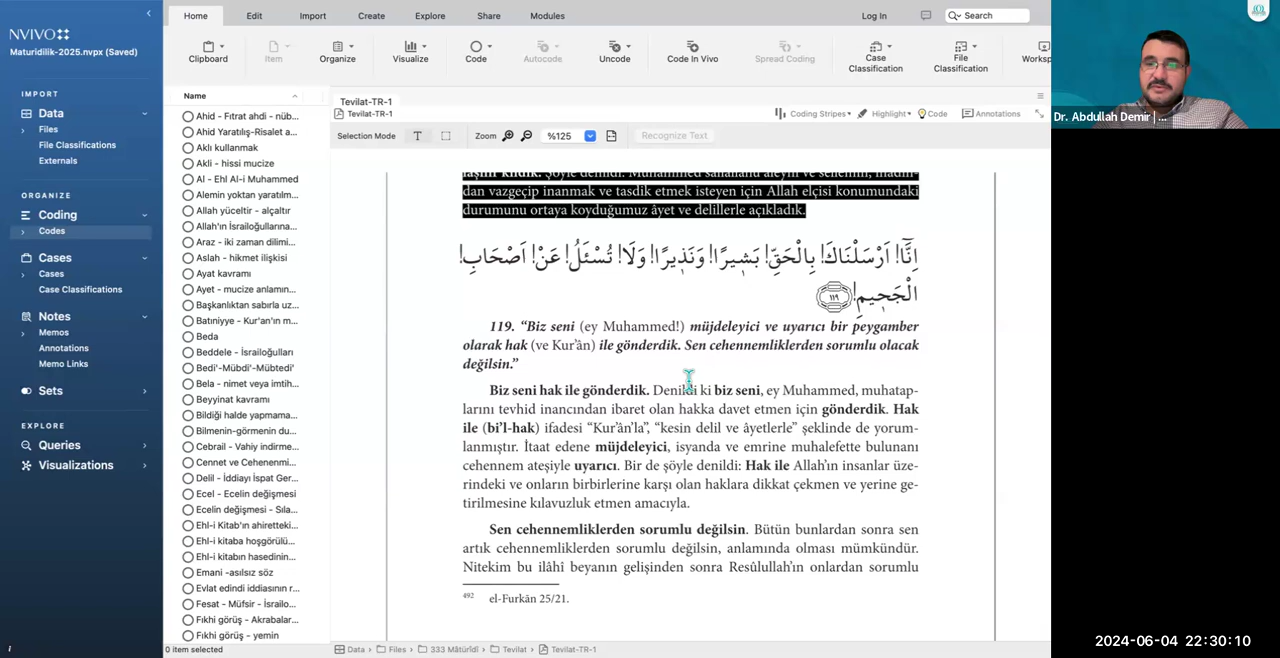 NVIVO
Maturidilik-2025.nvpx (Saved)
IMPORT
Data
Files
File Classifications
Externals
ORGANIZE
Coding
Codes
Cases
Cases
Case Classifications
Notes
Memos
Annotations
Memo Links
Sets
EXPLORE
Queries
Visualizations
Home Edit Import Create Explore Share Modules Log In Search
Clipboard Item Organize Visualize Code Autocode Uncode Code In Vivo Spread Coding Case Classification File Classification Worksp
Name
Ahid - Fıtrat ahdi - nüb...
Ahid Yaratılış-Risalet a...
Aklı kullanmak
Akli - hissi mucize
Al - Ehl Al-i Muhammed
Alemin yoktan yaratılm...
Allah yüceltir - alçaltır
Allah'ın İsrailoğullarına...
Araz - iki zaman dilimi...
Aslah - hikmet ilişkisi
Ayat kavramı
Ayet - mucize anlamın...
Başkanlıktan sabırla uz...
Batıniyye - Kur'an'ın m...
Beda
Beddele - İsrailoğulları
Bedi'-Mübdi'-Mübtedi'
Bela - nimet veya imtih...
Beyyinat kavramı
Bildiği halde yapmama...
Bilmenin-görmenin du...
Cebrail - Vahiy indirme...
Cennet ve Cehenenmi...
Delil - İddiayı İspat Ger...
Ecel - Ecelin değişmesi
Ecelin değişmesi - Sıla...
Ehl-i Kitab'ın ahiretteki...
Ehl-i kitaba hoşgörülü...
Ehl-i kitabın hasedinin...
Emani -asılsız söz
Evlat edindi iddiasının r...
Fesat - Müfsir - İsrailo...
Fıkhi görüş - Akrabalar...
Fıkhi görüş - yemin
0 item selected
Tevilat-TR-1
Tevilat-TR-1 Coding Stripes Highlight Code Annotations
Selection Mode T Zoom %125 Recognize Text
dan vazgeçip inanmak ve tasdik etmek isteyen için Allah elçisi konumundaki
durumunu ortaya koyduğumuz âyet ve delillerle açıkladık.
اِنَّٓا اَرْسَلْنَاكَ بِالْحَقِّ بَشٖيرًا وَنَذٖيرًا وَلَا تُسْـَٔلُ عَنْ اَصْحَابِ
الْجَحٖيمِ ١١٩
119. “Biz seni (ey Muhammed!) müjdeleyici ve uyarıcı bir peygamber
olarak hak (ve Kur’ân) ile gönderdik. Sen cehennemliklerden sorumlu olacak
değilsin.”
Biz seni hak ile gönderdik. Denildi ki biz seni, ey Muhammed, muhatap-
larını tevhid inancından ibaret olan hakka davet etmen için gönderdik. Hak
ile (bi’l-hak) ifadesi “Kur’ân’la”, “kesin delil ve âyetlerle” şeklinde de yorum-
lanmıştır. İtaat edene müjdeleyici, isyanda ve emrine muhalefette bulunanı
cehennem ateşiyle uyarıcı. Bir de şöyle denildi: Hak ile Allah’ın insanlar üze-
rindeki ve onların birbirlerine karşı olan haklara dikkat çekmen ve yerine ge-
tirilmesine kılavuzluk etmen amacıyla.
Sen cehennemliklerden sorumlu değilsin. Bütün bunlardan sonra sen
artık cehennemliklerden sorumlu değilsin, anlamında olması mümkündür.
Nitekim bu ilâhî beyanın gelişinden sonra Resûlullah’ın onlardan sorumlu
492 el-Furkân 25/21.
Data Files 333 Mâtürîdî Tevilat Tevilat-TR-1
Dr. Abdullah Demir | ...
2024-06-04 22:30:10